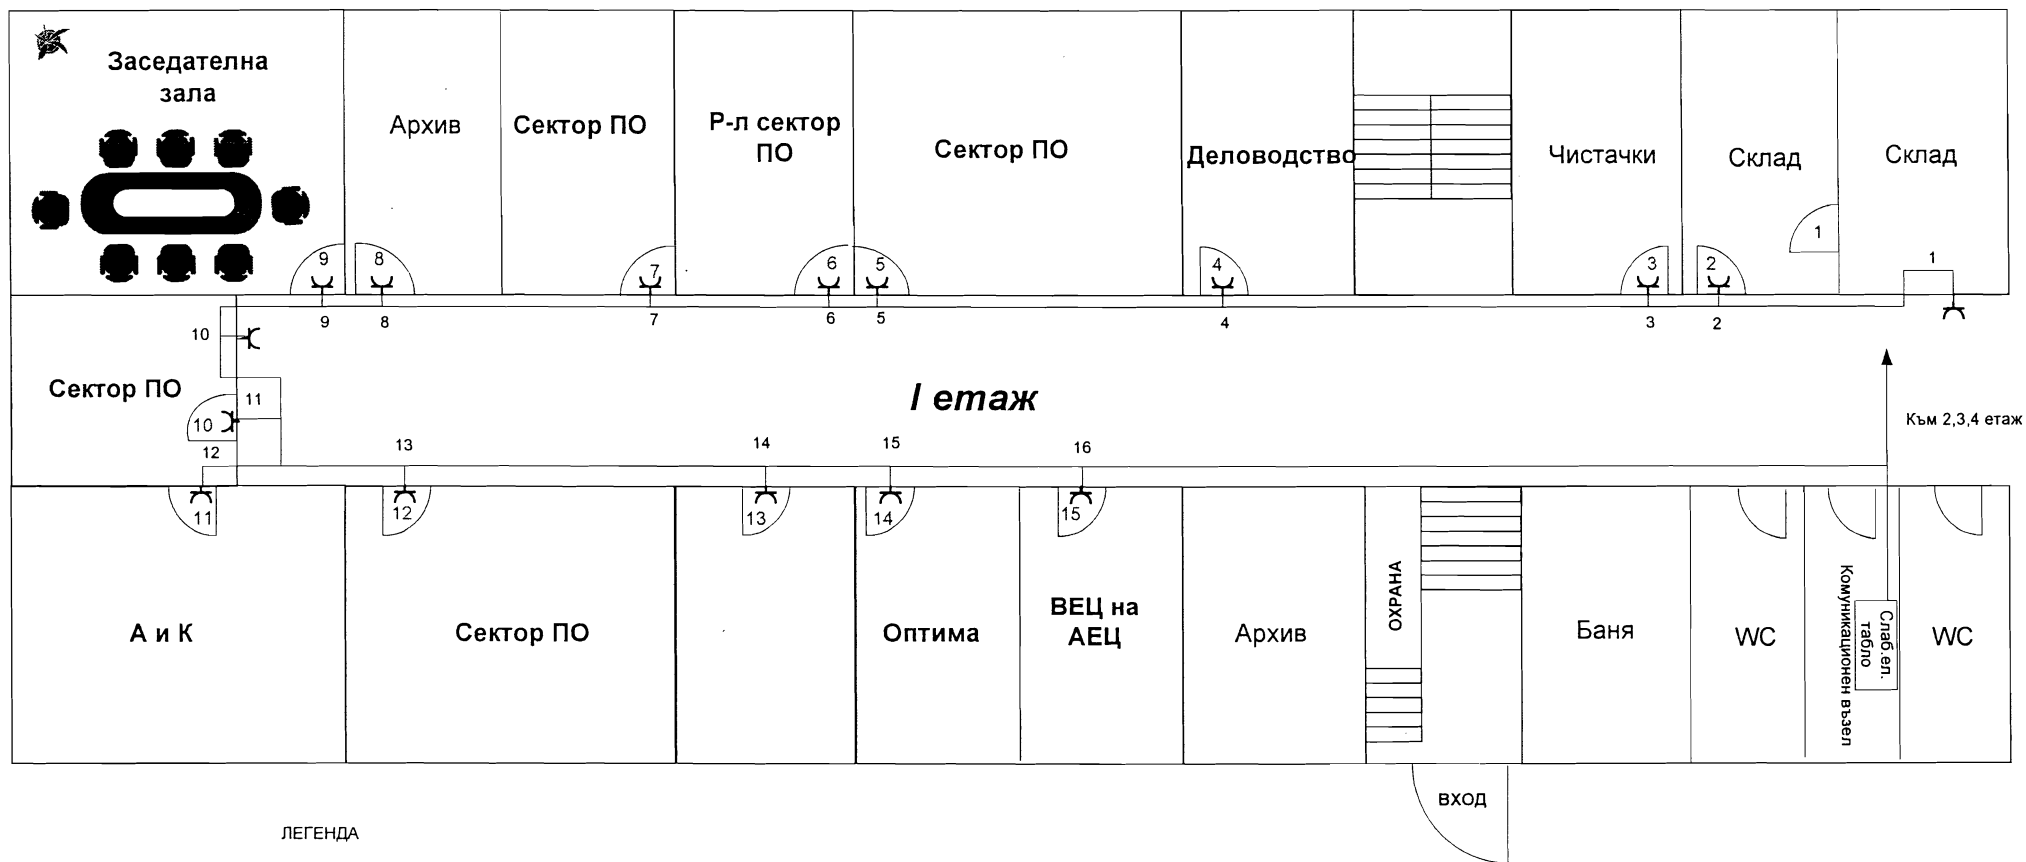 Заседателна
зала
Архив
Сектор ПО
Р-л сектор
ПО
Сектор ПО
Деловодство
Чистачки
Склад
Склад
1
9
8
7
6
5
4
3
2
1
9
8
7
6
5
4
3
2
10
Сектор ПО
11
10
12
I етаж
Към 2,3,4 етаж
13
14
15
16
11
12
13
14
15
А и К
Сектор ПО
Оптима
ВЕЦ на
АЕЦ
Архив
ОХРАНА
Баня
WC
Комуникационен възел
Слаб.ел.
табло
WC
вход
ЛЕГЕНДА